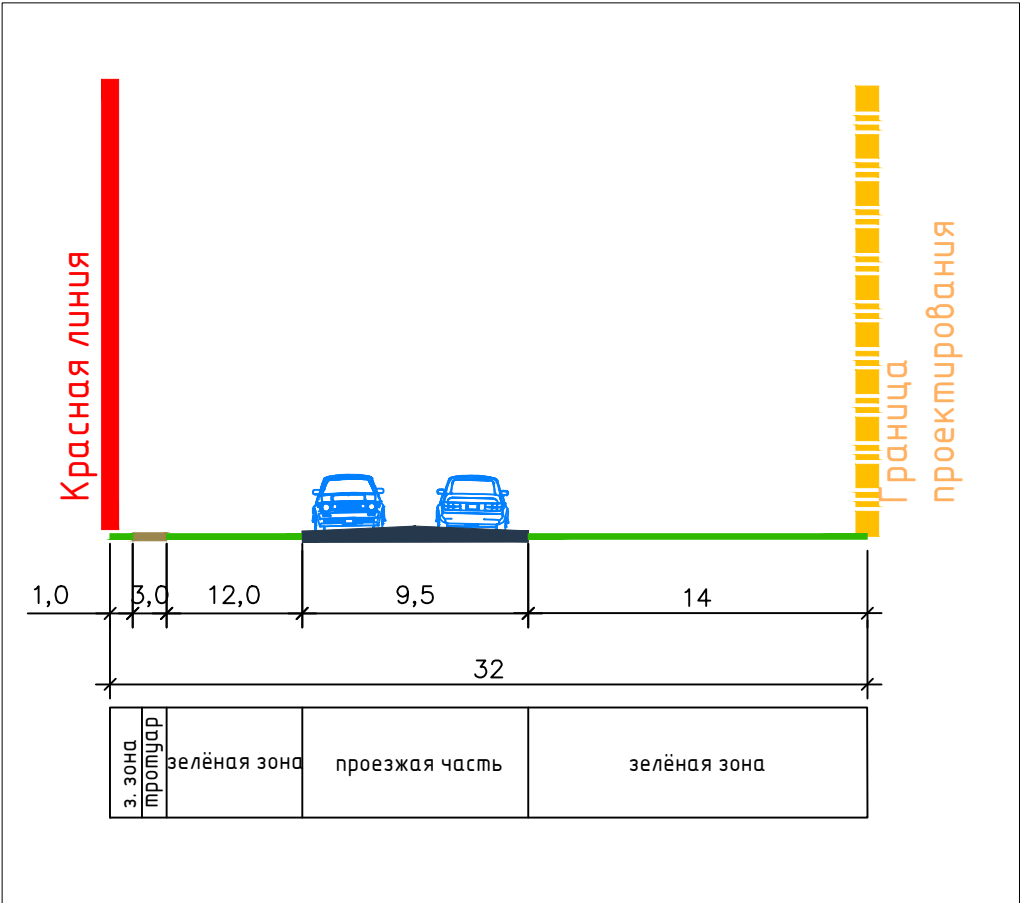 Красная линия
Граница
проектирования
1,0
3,0
12,0
9,5
14
32
з. зона
тротуар
зелёная зона
проезжая часть
зелёная зона